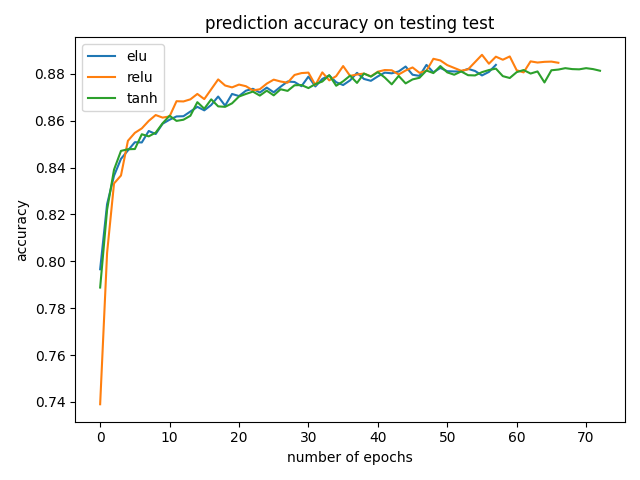 prediction accuracy on testing test
elu
relu
tanh
accuracy
0.88
0.86
0.84
0.82
0.80
0.78
0.76
0.74
0 10 20 30 40 50 60 70
number of epochs